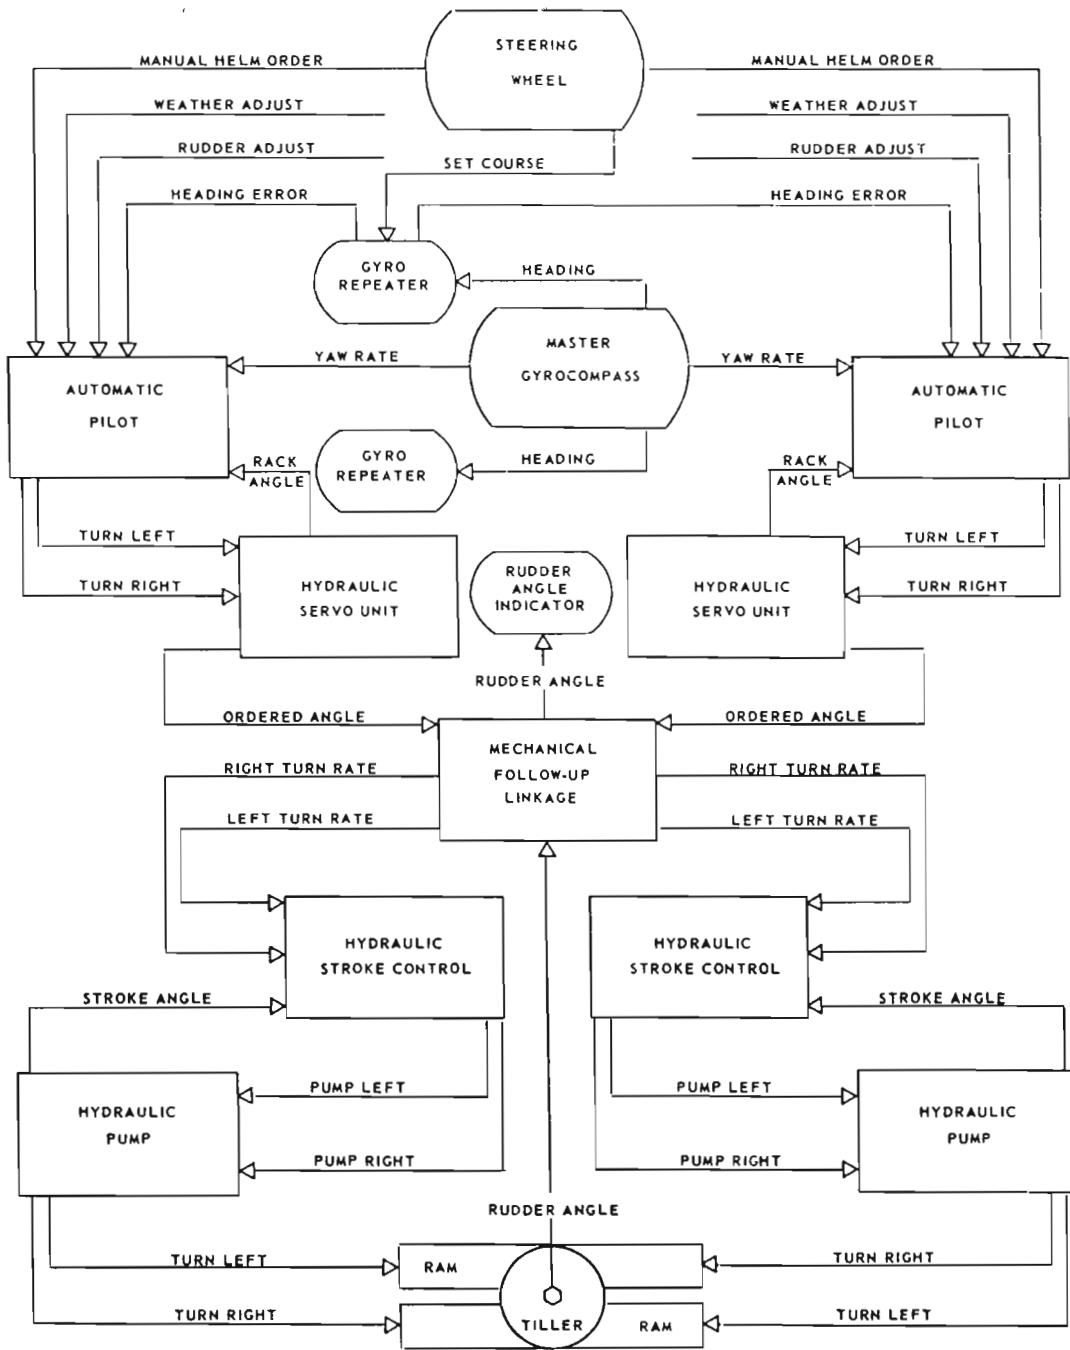 STEERING
WHEEL
MANUAL HELM ORDER
MANUAL HELM ORDER
WEATHER ADJUST
WEATHER ADJUST
RUDDER ADJUST
RUDDER ADJUST
SET COURSE
HEADING ERROR
HEADING ERROR
GYRO
REPEATER
HEADING
MASTER
GYROCOMPASS
YAW RATE
YAW RATE
AUTOMATIC
PILOT
AUTOMATIC
PILOT
GYRO
REPEATER
HEADING
RACK
ANGLE
RACK
ANGLE
TURN LEFT
TURN LEFT
TURN RIGHT
TURN RIGHT
HYDRAULIC
SERVO UNIT
RUDDER
ANGLE
INDICATOR
HYDRAULIC
SERVO UNIT
RUDDER ANGLE
ORDERED ANGLE
ORDERED ANGLE
MECHANICAL
FOLLOW-UP
LINKAGE
RIGHT TURN RATE
RIGHT TURN RATE
LEFT TURN RATE
LEFT TURN RATE
HYDRAULIC
STROKE CONTROL
HYDRAULIC
STROKE CONTROL
STROKE ANGLE
STROKE ANGLE
PUMP LEFT
PUMP LEFT
HYDRAULIC
PUMP
HYDRAULIC
PUMP
PUMP RIGHT
PUMP RIGHT
RUDDER ANGLE
TURN LEFT
RAM
TURN RIGHT
TURN RIGHT
TILLER
RAM
TURN LEFT